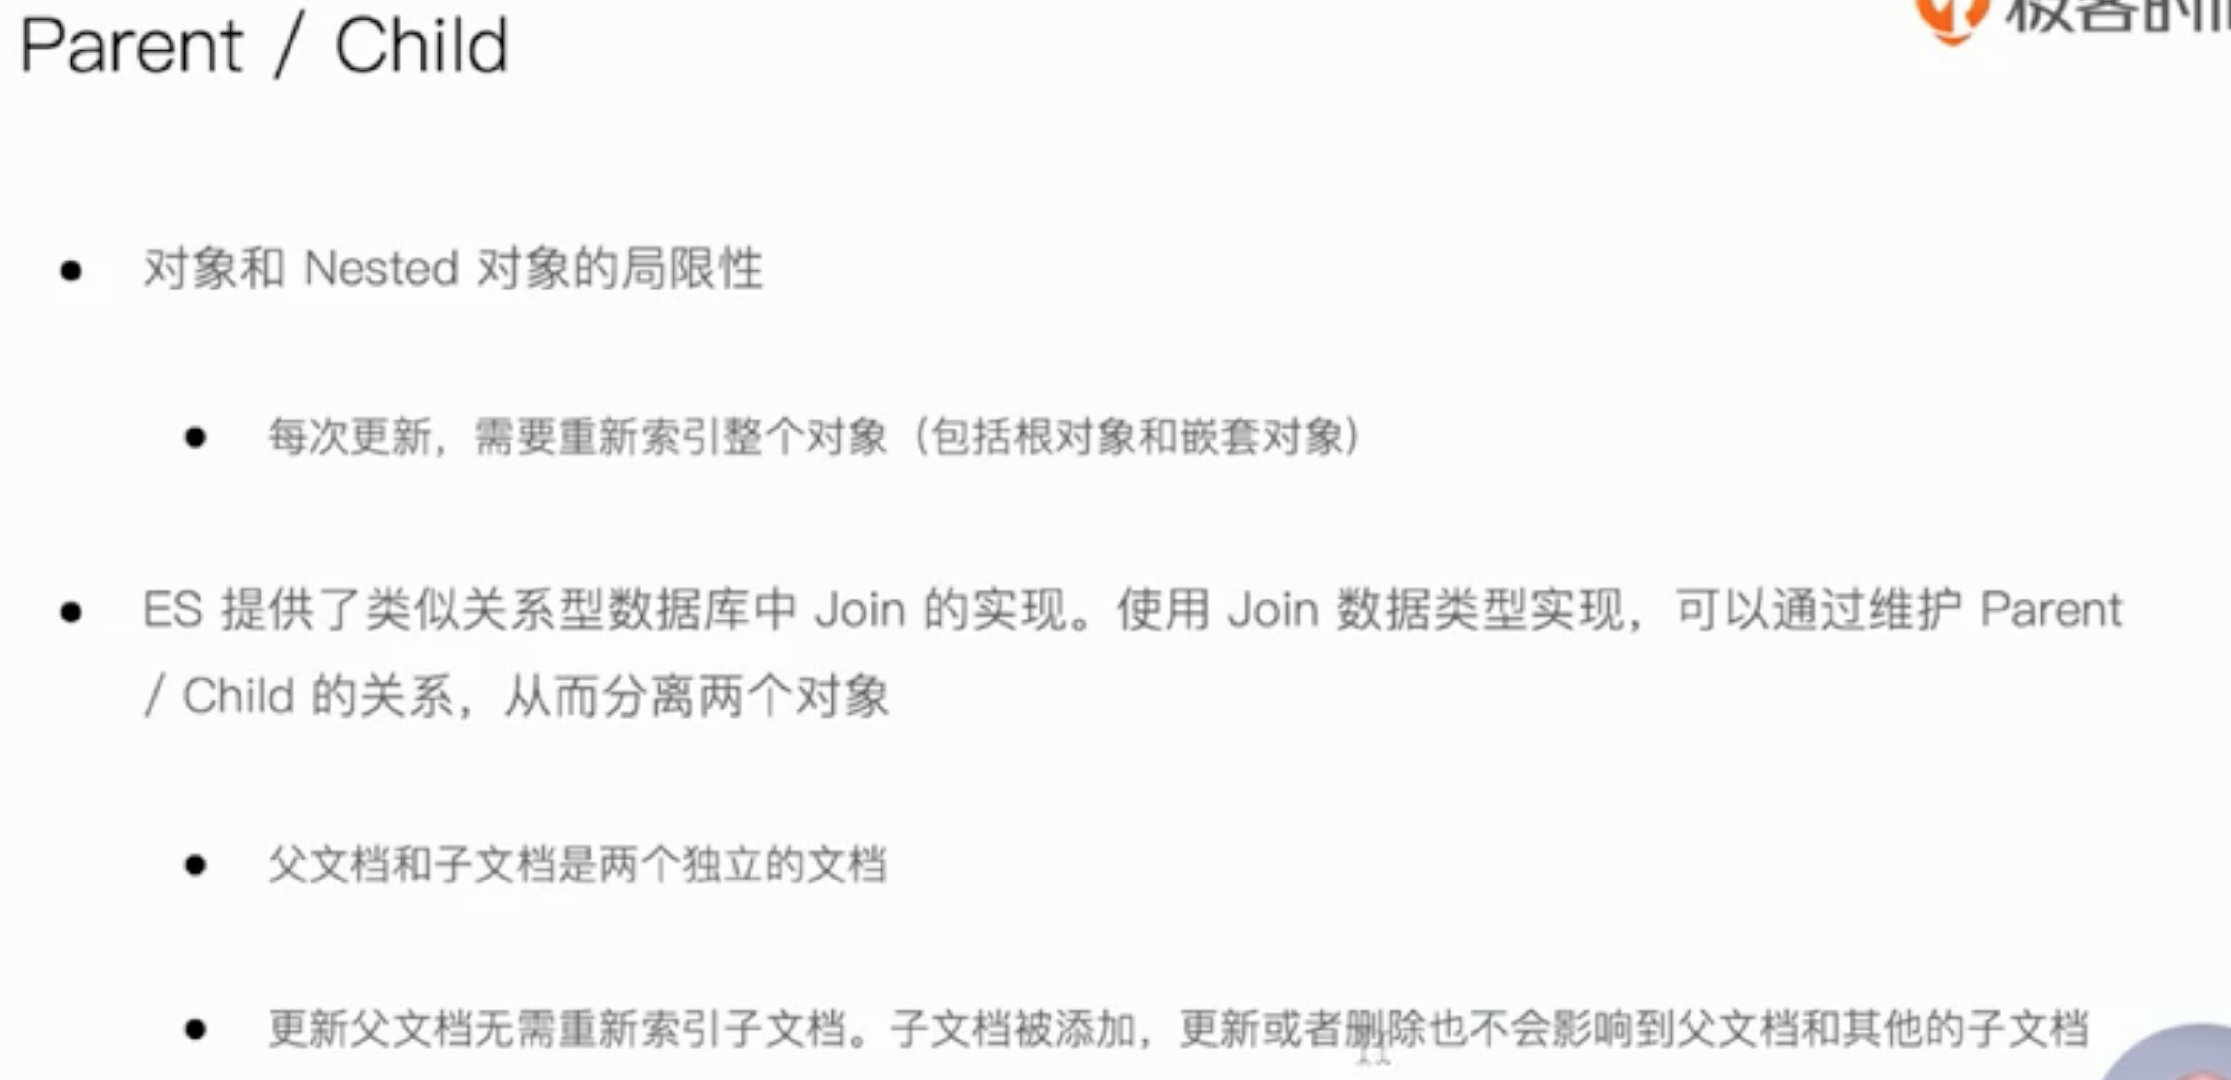 Parent / Child
极客时间
• 对象和 Nested 对象的局限性
• 每次更新，需要重新索引整个对象（包括根对象和嵌套对象）
• ES 提供了类似关系型数据库中 Join 的实现。使用 Join 数据类型实现，可以通过维护 Parent
/ Child 的关系，从而分离两个对象
• 父文档和子文档是两个独立的文档
• 更新父文档无需重新索引子文档。子文档被添加，更新或者删除也不会影响到父文档和其他的子文档